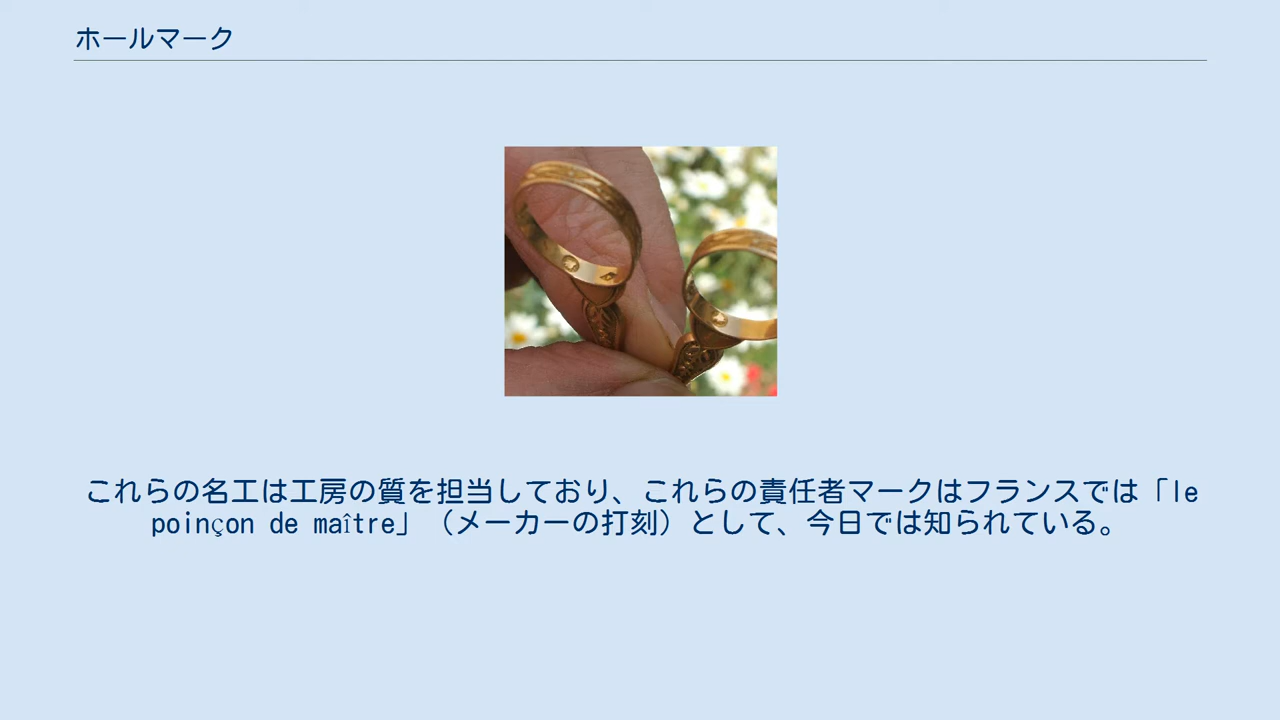 ホールマーク
これらの名工は工房の質を担当しており、これらの責任者マークはフランスでは「le
poinçon de maître」（メーカーの打刻）として、今日では知られている。